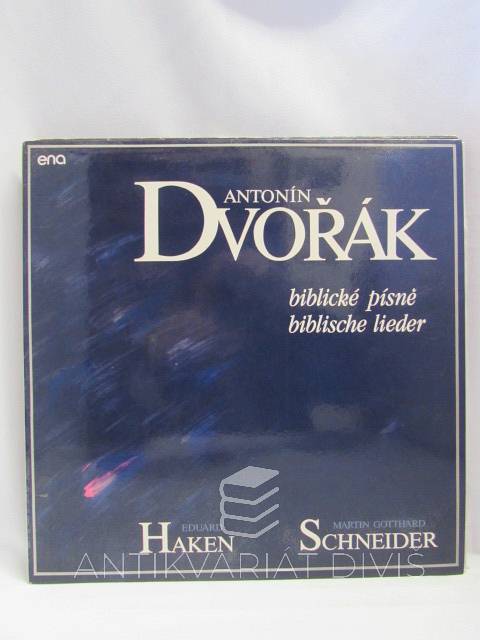 ena
ANTONÍN
DVOŘÁK
biblické písně
biblische lieder
EDUARD
HAKEN
MARTIN GOTTHARD
SCHNEIDER
ANTIKVARIÁT DIVIŠ